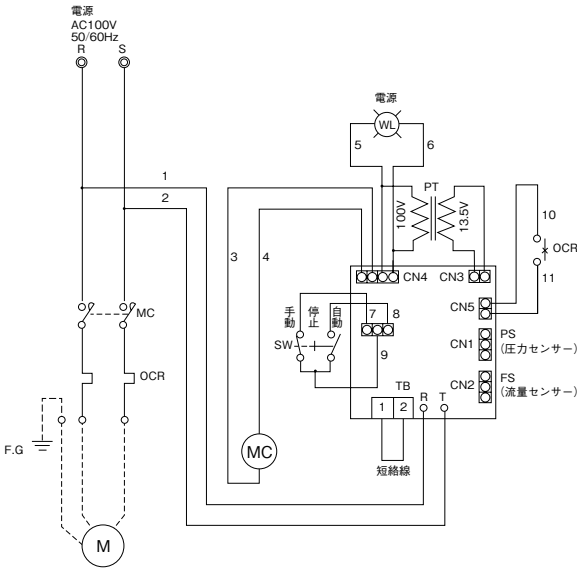 電源
AC100V
50/60Hz
R S
電源
WL
5 6
1
PT
2
100V 13.5V
10
3 4
OCR
11
CN4 CN3
手動 停止 自動
7 8
CN5
MC
PS
(圧力センサー)
CN1
SW
9
OCR
FS
(流量センサー)
CN2
TB R T
1 2
F.G
MC
短絡線
M